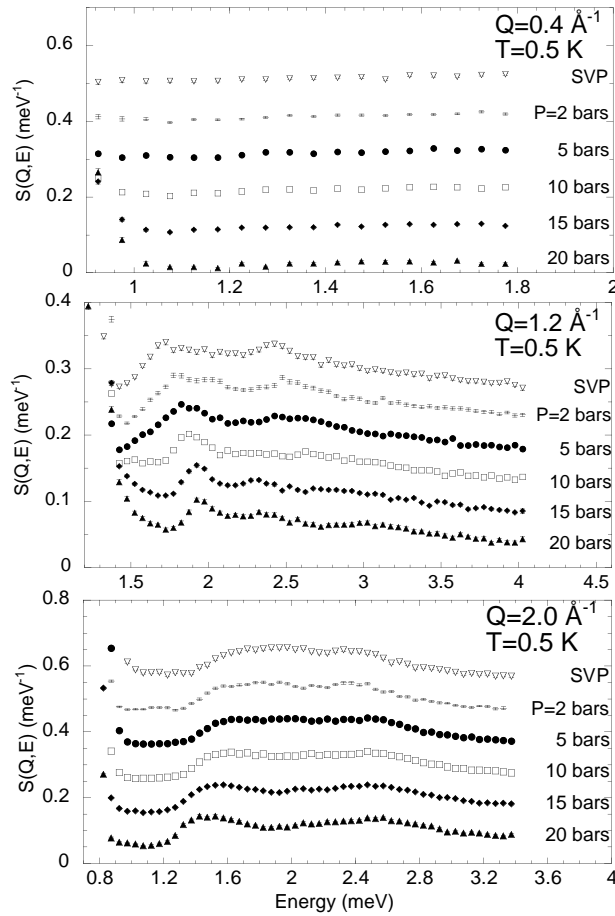 Q=0.4 Å-1
T=0.5 K
SVP
P=2 bars
5 bars
10 bars
15 bars
20 bars
S(Q,E) (meV-1)
0.6
0.4
0.2
0
1
1.2
1.4
1.6
1.8
2
Q=1.2 Å-1
T=0.5 K
SVP
P=2 bars
5 bars
10 bars
15 bars
20 bars
S(Q,E) (meV-1)
0.4
0.3
0.2
0.1
0
1.5
2
2.5
3
3.5
4
4.5
Q=2.0 Å-1
T=0.5 K
SVP
P=2 bars
5 bars
10 bars
15 bars
20 bars
S(Q,E) (meV-1)
0.8
0.6
0.4
0.2
0
0.8
1.2
1.6
2
2.4
2.8
3.2
3.6
4
Energy (meV)